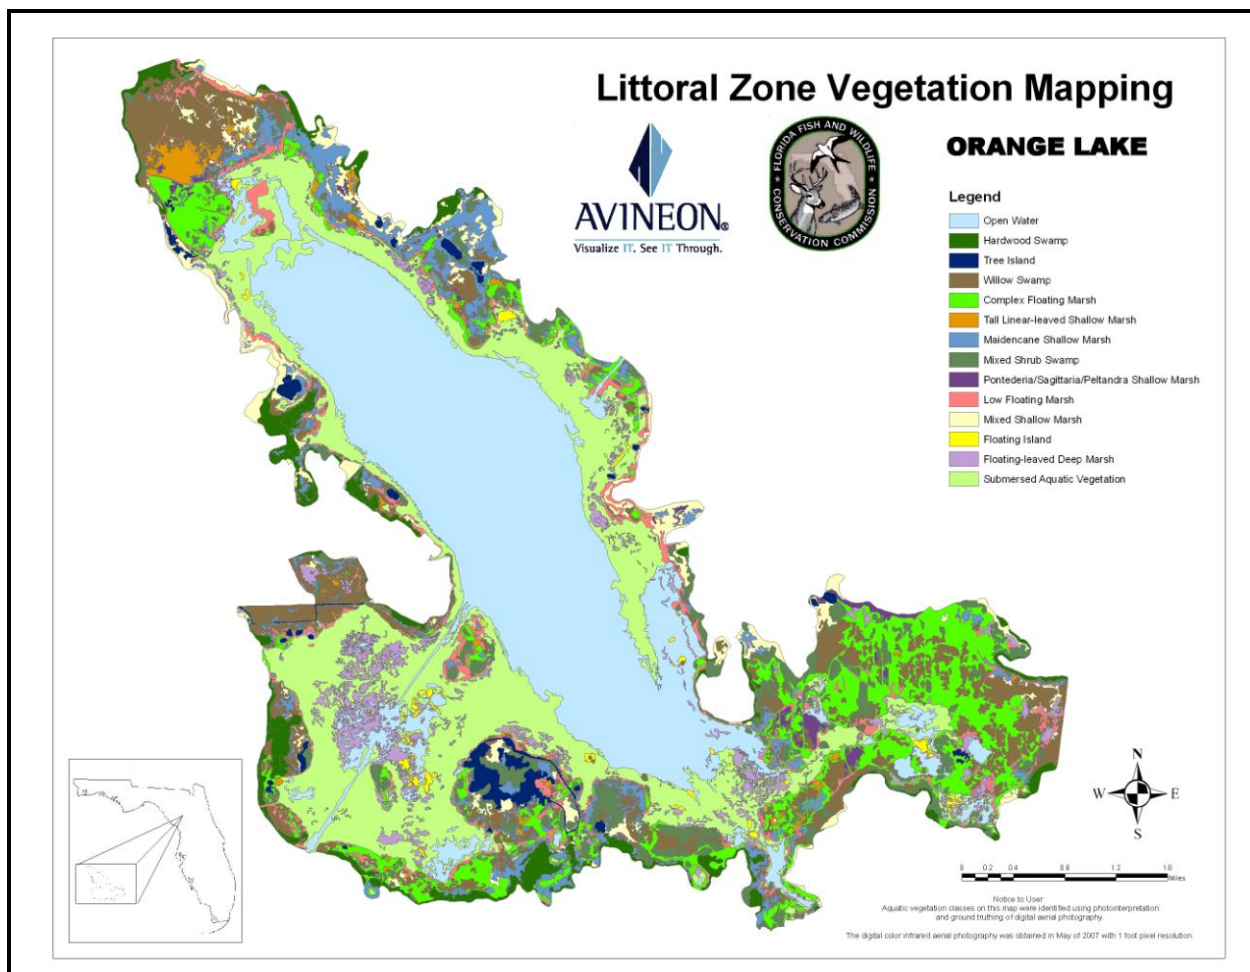 Littoral Zone Vegetation Mapping
ORANGE LAKE
AVINEON®
Visualize IT. See IT Through.
FLORIDA FISH AND WILDLIFE
CONSERVATION COMMISSION
Legend
Open Water
Hardwood Swamp
Tree Island
Willow Swamp
Complex Floating Marsh
Tall Linear-leaved Shallow Marsh
Maidencane Shallow Marsh
Mixed Shrub Swamp
Pontederia/Sagittaria/Peltandra Shallow Marsh
Low Floating Marsh
Mixed Shallow Marsh
Floating Island
Floating-leaved Deep Marsh
Submersed Aquatic Vegetation
N
W E
S
0 0.2 0.4 0.8 1.2 1.6
Miles
Notice to User:
Aquatic vegetation classes on this map were identified using photointerpretation
and ground truthing of digital aerial photography.
The digital color infrared aerial photography was obtained in May of 2007 with 1 foot pixel resolution.